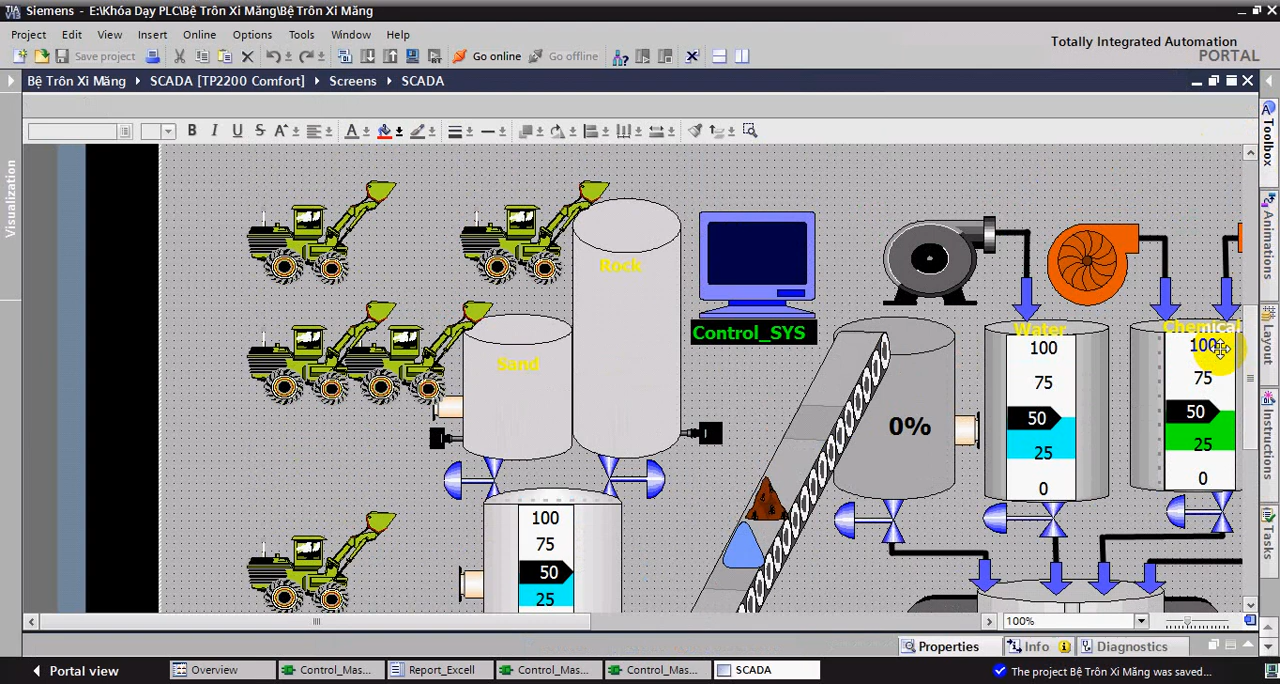 Siemens - E:\Khóa Dạy PLC\Bệ Trôn Xi Măng\Bệ Trôn Xi Măng
Project Edit View Insert Online Options Tools Window Help
Totally Integrated Automation
PORTAL
Save project Go online Go offline
Bệ Trôn Xi Măng SCADA [TP2200 Comfort] Screens SCADA
Visualization
Toolbox
Animations
Layout
Instructions
Tasks
Rock
Sand
Control_SYS
0%
Water
100
75
50
25
0
Chemical
100
75
50
25
0
100
75
50
25
100%
Properties Info Diagnostics
Portal view Overview Control_Mas... Report_Excell Control_Mas... Control_Mas... SCADA
The project Bệ Trôn Xi Măng was saved...